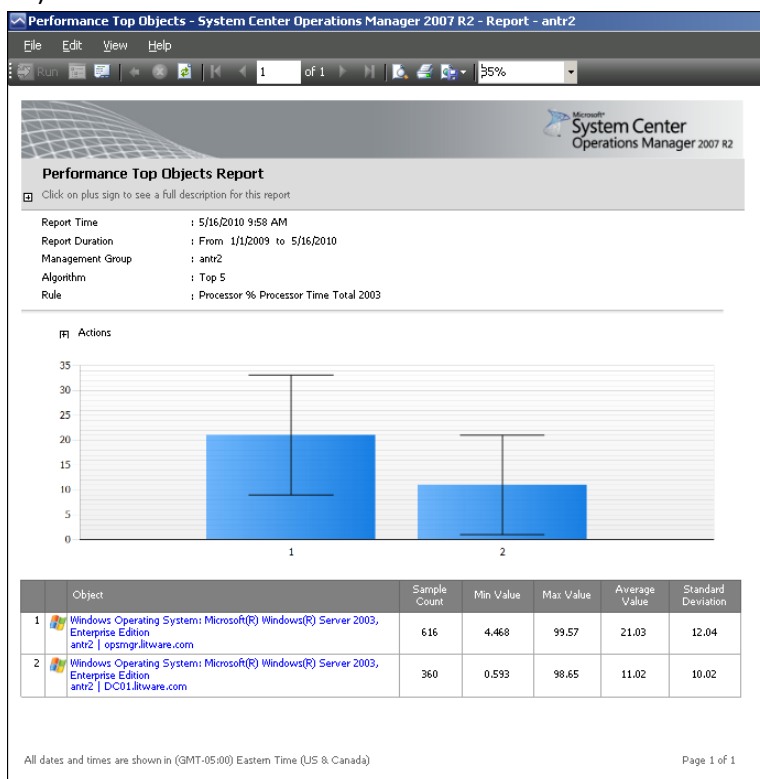 Performance Top Objects - System Center Operations Manager 2007 R2 - Report - antr2
File Edit View Help
Run 1 of 1 95%
Microsoft®
System Center
Operations Manager 2007 R2
Performance Top Objects Report
Click on plus sign to see a full description for this report
Report Time : 5/16/2010 9:58 AM
Report Duration : From 1/1/2009 to 5/16/2010
Management Group : antr2
Algorithm : Top 5
Rule : Processor % Processor Time Total 2003
Actions
35
30
25
20
15
10
5
0
1 2
Object Sample Count Min Value Max Value Average Value Standard Deviation
1 Windows Operating System: Microsoft(R) Windows(R) Server 2003,
Enterprise Edition 616 4.468 99.57 21.03 12.04
antr2 | opsmgr.litware.com
2 Windows Operating System: Microsoft(R) Windows(R) Server 2003,
Enterprise Edition 360 0.593 98.65 11.02 10.02
antr2 | DC01.litware.com
All dates and times are shown in (GMT-05:00) Eastern Time (US & Canada) Page 1 of 1